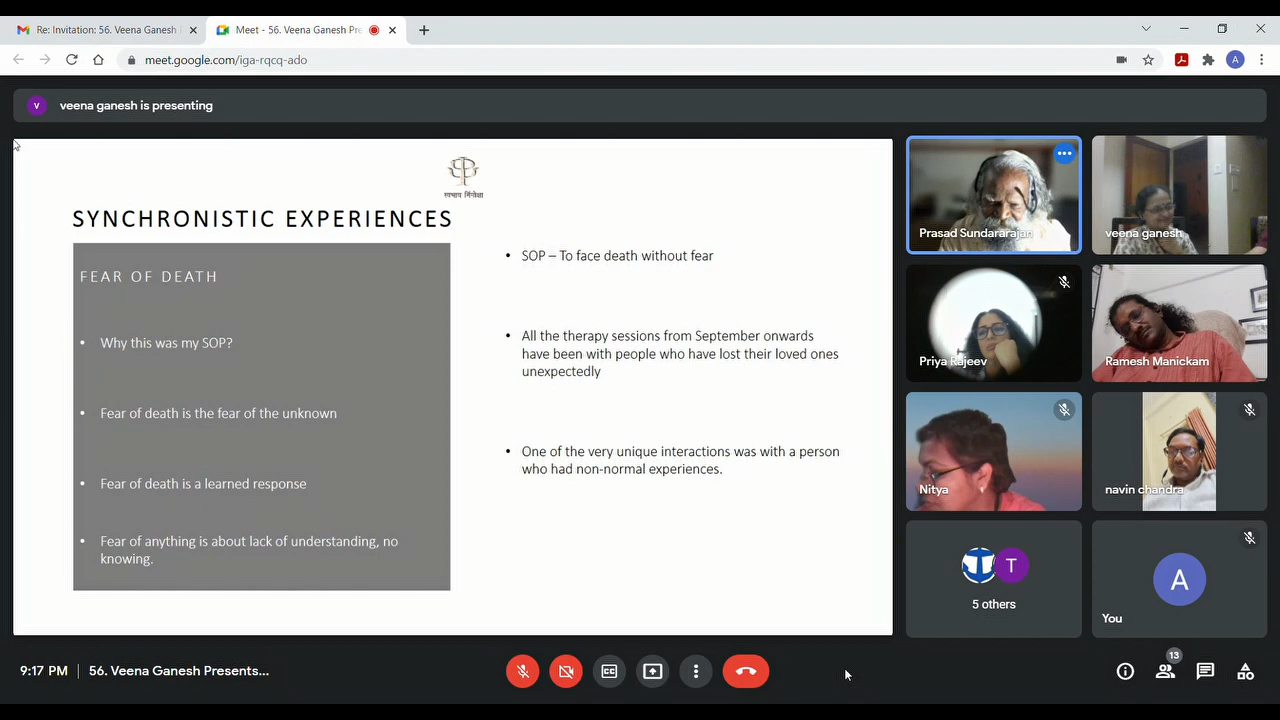 Re: Invitation: 56. Veena Ganesh
Meet - 56. Veena Ganesh Pre
meet.google.com/iga-rqcq-ado
A
v
veena ganesh is presenting
SYNCHRONISTIC EXPERIENCES
FEAR OF DEATH
• Why this was my SOP?
• Fear of death is the fear of the unknown
• Fear of death is a learned response
• Fear of anything is about lack of understanding, no
knowing.
• SOP – To face death without fear
• All the therapy sessions from September onwards
have been with people who have lost their loved ones
unexpectedly
• One of the very unique interactions was with a person
who had non-normal experiences.
Prasad Sundararajan
veena ganesh
Priya Rajeev
Ramesh Manickam
Nitya
navin chandra
T
5 others
A
You
9:17 PM
56. Veena Ganesh Presents...
13